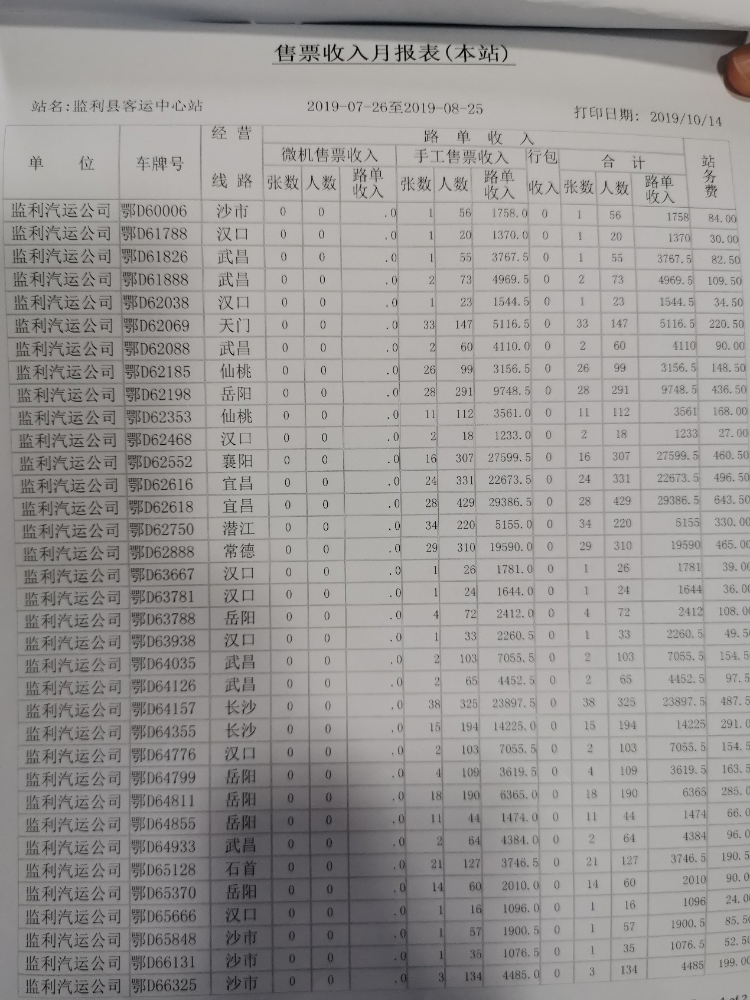 售票收入月报表(本站)
站名:监利县客运中心站 2019-07-26至2019-08-25 打印日期: 2019/10/14
单 位 车牌号 经营线路 路单收入 站务费
微机售票收入 手工售票收入 行包收入 合计
张数 人数 路单收入 张数 人数 路单收入 张数 人数 路单收入
监利汽运公司 鄂D60006 沙市 0 0 .0 1 56 1758.0 0 1 56 1758 84.00
监利汽运公司 鄂D61788 汉口 0 0 .0 1 20 1370.0 0 1 20 1370 30.00
监利汽运公司 鄂D61826 武昌 0 0 .0 1 55 3767.5 0 1 55 3767.5 82.50
监利汽运公司 鄂D61888 武昌 0 0 .0 2 73 4969.5 0 2 73 4969.5 109.50
监利汽运公司 鄂D62038 汉口 0 0 .0 1 23 1544.5 0 1 23 1544.5 34.50
监利汽运公司 鄂D62069 天门 0 0 .0 33 147 5116.5 0 33 147 5116.5 220.50
监利汽运公司 鄂D62088 武昌 0 0 .0 2 60 4110.0 0 2 60 4110 90.00
监利汽运公司 鄂D62185 仙桃 0 0 .0 26 99 3156.5 0 26 99 3156.5 148.50
监利汽运公司 鄂D62198 岳阳 0 0 .0 28 291 9748.5 0 28 291 9748.5 436.50
监利汽运公司 鄂D62353 仙桃 0 0 .0 11 112 3561.0 0 11 112 3561 168.00
监利汽运公司 鄂D62468 汉口 0 0 .0 2 18 1233.0 0 2 18 1233 27.00
监利汽运公司 鄂D62552 襄阳 0 0 .0 16 307 27599.5 0 16 307 27599.5 460.50
监利汽运公司 鄂D62616 宜昌 0 0 .0 24 331 22673.5 0 24 331 22673.5 496.50
监利汽运公司 鄂D62618 宜昌 0 0 .0 28 429 29386.5 0 28 429 29386.5 643.50
监利汽运公司 鄂D62750 潜江 0 0 .0 34 220 5155.0 0 34 220 5155 330.00
监利汽运公司 鄂D62888 常德 0 0 .0 29 310 19590.0 0 29 310 19590 465.00
监利汽运公司 鄂D63667 汉口 0 0 .0 1 26 1781.0 0 1 26 1781 39.00
监利汽运公司 鄂D63781 汉口 0 0 .0 1 24 1644.0 0 1 24 1644 36.00
监利汽运公司 鄂D63788 岳阳 0 0 .0 4 72 2412.0 0 4 72 2412 108.00
监利汽运公司 鄂D63938 汉口 0 0 .0 1 33 2260.5 0 1 33 2260.5 49.5
监利汽运公司 鄂D64035 武昌 0 0 .0 2 103 7055.5 0 2 103 7055.5 154.5
监利汽运公司 鄂D64126 武昌 0 0 .0 2 65 4452.5 0 2 65 4452.5 97.5
监利汽运公司 鄂D64157 长沙 0 0 .0 38 325 23897.5 0 38 325 23897.5 487.5
监利汽运公司 鄂D64355 长沙 0 0 .0 15 194 14225.0 0 15 194 14225 291.0
监利汽运公司 鄂D64776 汉口 0 0 .0 2 103 7055.5 0 2 103 7055.5 154.5
监利汽运公司 鄂D64799 岳阳 0 0 .0 4 109 3619.5 0 4 109 3619.5 163.5
监利汽运公司 鄂D64811 岳阳 0 0 .0 18 190 6365.0 0 18 190 6365 285.0
监利汽运公司 鄂D64855 岳阳 0 0 .0 11 44 1474.0 0 11 44 1474 66.0
监利汽运公司 鄂D64933 武昌 0 0 .0 2 64 4384.0 0 2 64 4384 96.0
监利汽运公司 鄂D65128 石首 0 0 .0 21 127 3746.5 0 21 127 3746.5 190.5
监利汽运公司 鄂D65370 岳阳 0 0 .0 14 60 2010.0 0 14 60 2010 90.0
监利汽运公司 鄂D65666 汉口 0 0 .0 1 16 1096.0 0 1 16 1096 24.0
监利汽运公司 鄂D65848 沙市 0 0 .0 1 57 1900.5 0 1 57 1900.5 85.50
监利汽运公司 鄂D66131 沙市 0 0 .0 1 35 1076.5 0 1 35 1076.5 52.50
监利汽运公司 鄂D66325 沙市 0 0 .0 3 134 4485.0 0 3 134 4485 199.00